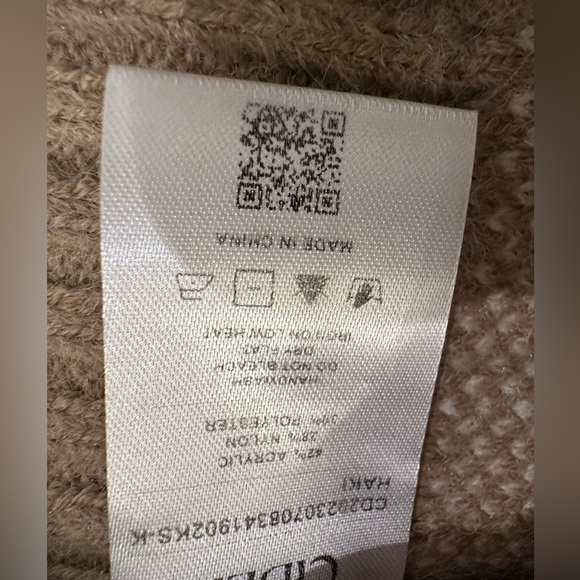 CIDER
CD20230708341902KS-K
HAKI
42% ACRYLIC
28% NYLON
30% POLYESTER
HANDWASH
DO NOT BLEACH
DRY FLAT
IRON ON LOW HEAT
MADE IN CHINA